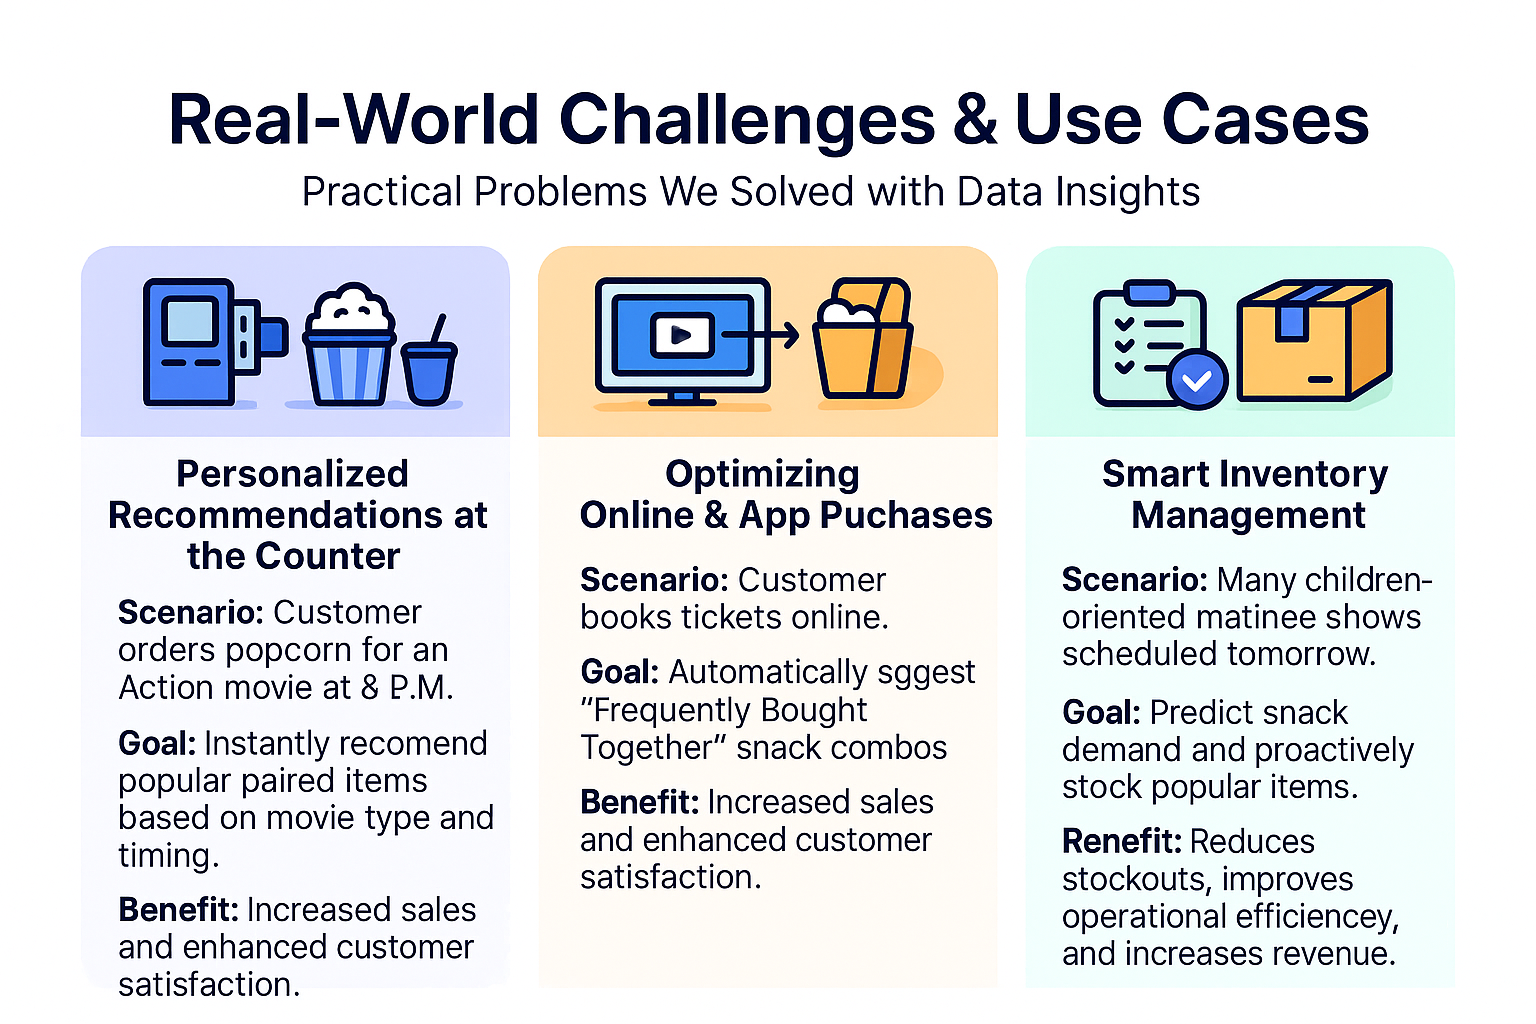 Real-World Challenges & Use Cases
Practical Problems We Solved with Data Insights
Personalized
Recommendations at
the Counter
Scenario: Customer
orders popcorn for an
Action movie at & P.M.
Goal: Instantly recomend
popular paired items
based on movie type and
timing.
Benefit: Increased sales
and enhanced customer
satisfaction.
Optimizing
Online & App Puchases
Scenario: Customer
books tickets online.
Goal: Automatically sggest
"Frequently Bought
Together" snack combos
Benefit: Increased sales
and enhanced customer
satisfaction.
Smart Inventory
Management
Scenario: Many children-
oriented matinee shows
scheduled tomorrow.
Goal: Predict snack
demand and proactively
stock popular items.
Renefit: Reduces
stockouts, improves
operational efficiencey,
and increases revenue.